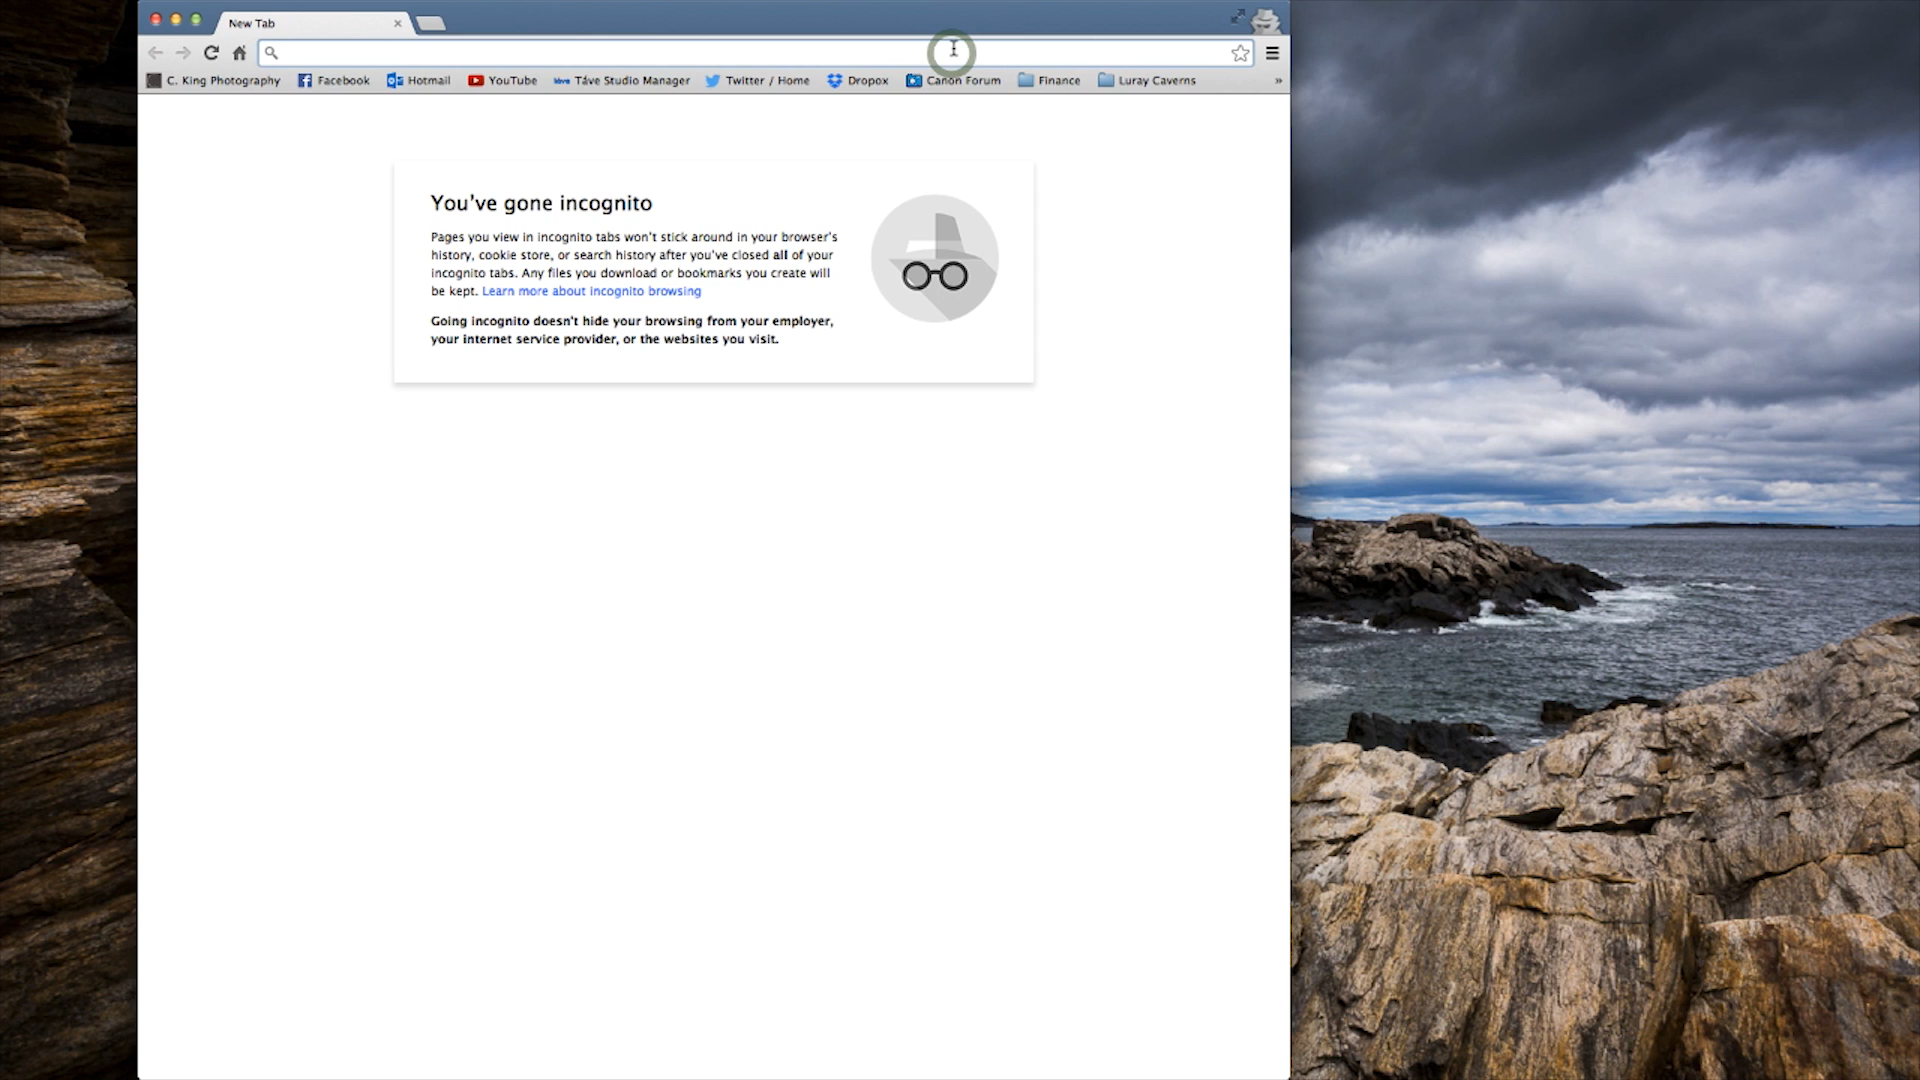 New Tab
C. King Photography Facebook Hotmail YouTube tave Táve Studio Manager Twitter / Home Dropox Canon Forum Finance Luray Caverns »
You've gone incognito
Pages you view in incognito tabs won't stick around in your browser's
history, cookie store, or search history after you've closed all of your
incognito tabs. Any files you download or bookmarks you create will
be kept. Learn more about incognito browsing
Going incognito doesn't hide your browsing from your employer,
your internet service provider, or the websites you visit.